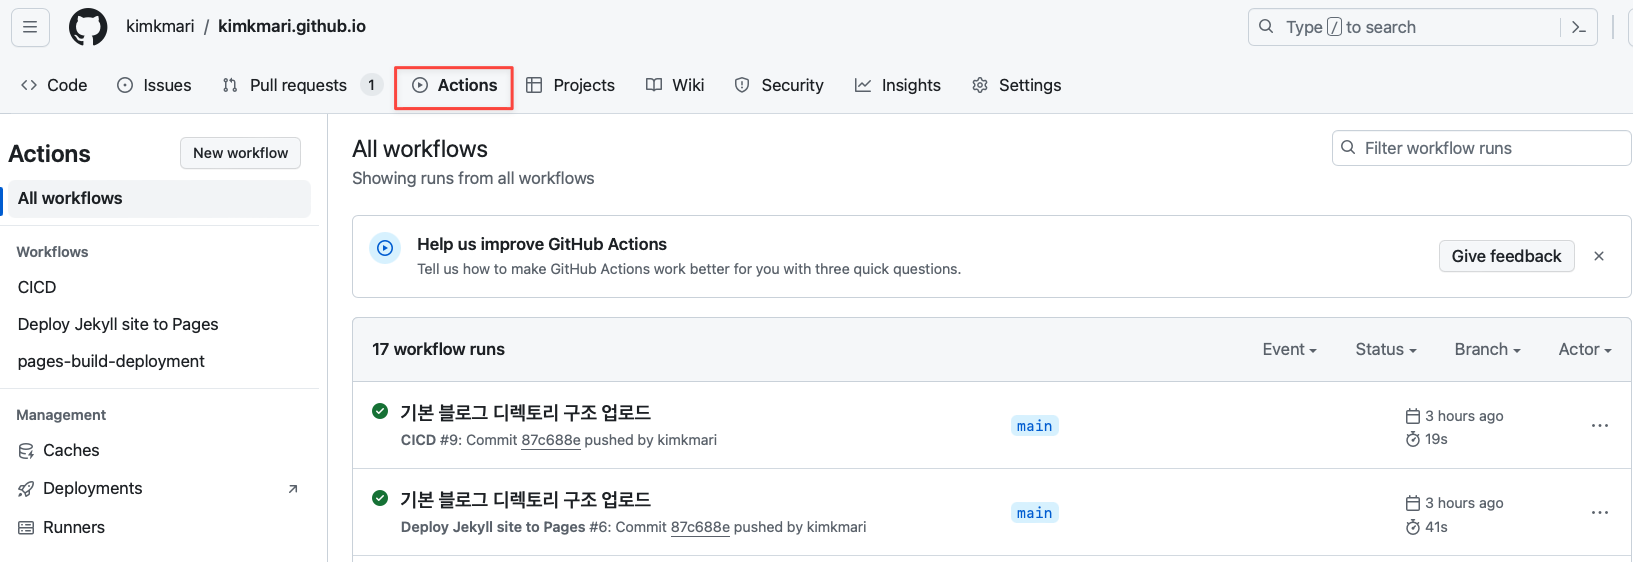 kimkmari / kimkmari.github.io
Type / to search
Code
Issues
Pull requests 1
Actions
Projects
Wiki
Security
Insights
Settings
Actions
New workflow
All workflows
Workflows
CICD
Deploy Jekyll site to Pages
pages-build-deployment
Management
Caches
Deployments
Runners
All workflows
Showing runs from all workflows
Filter workflow runs
Help us improve GitHub Actions
Tell us how to make GitHub Actions work better for you with three quick questions.
Give feedback
17 workflow runs
Event
Status
Branch
Actor
기본 블로그 디렉토리 구조 업로드
CICD #9: Commit 87c688e pushed by kimkmari
main
3 hours ago
19s
기본 블로그 디렉토리 구조 업로드
Deploy Jekyll site to Pages #6: Commit 87c688e pushed by kimkmari
main
3 hours ago
41s